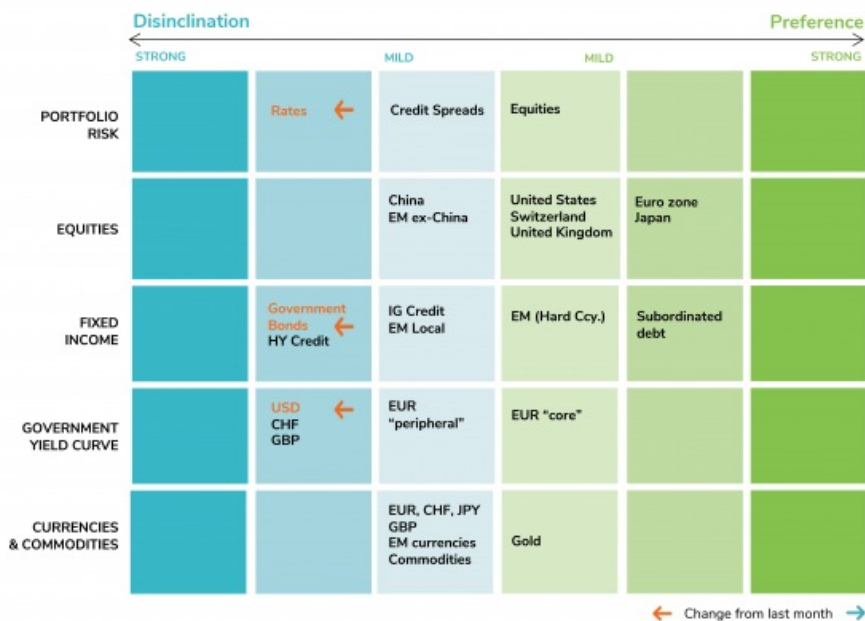 Disinclination Preference
STRONG MILD MILD STRONG
PORTFOLIO
RISK
Rates ←
Credit Spreads
Equities
EQUITIES
China
EM ex-China
United States
Switzerland
United Kingdom
Euro zone
Japan
FIXED
INCOME
Government
Bonds ←
HY Credit
IG Credit
EM Local
EM (Hard Ccy.)
Subordinated
debt
GOVERNMENT
YIELD CURVE
USD ←
CHF
GBP
EUR
“peripheral”
EUR “core”
CURRENCIES
& COMMODITIES
EUR, CHF, JPY
GBP
EM currencies
Commodities
Gold
← Change from last month →